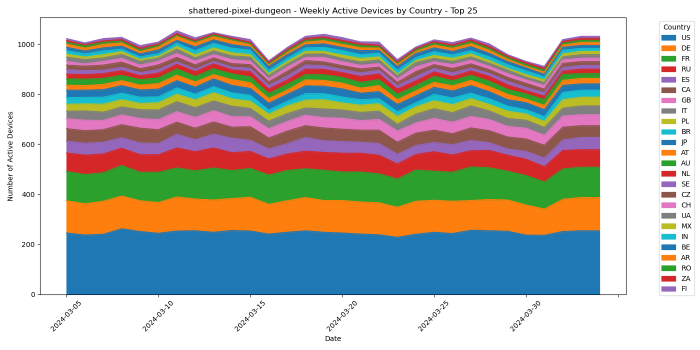 shattered-pixel-dungeon - Weekly Active Devices by Country - Top 25
Number of Active Devices
1000
800
600
400
200
0
2024-03-05
2024-03-10
2024-03-15
2024-03-20
2024-03-25
2024-03-30
Date
Country
US
DE
FR
RU
ES
CA
GB
IT
PL
BR
JP
AT
AU
NL
SE
CZ
CH
UA
MX
IN
BE
AR
RO
ZA
FI